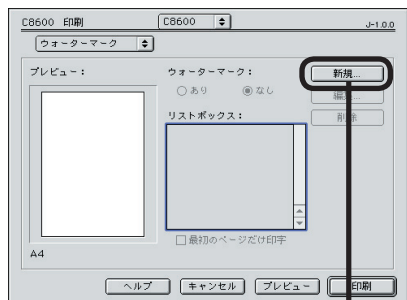 C8600 印刷 C8600 J-1.0.0
ウォーターマーク
プレビュー： ウォーターマーク： 新規...
あり なし 編集...
リストボックス： 削除
最初のページだけ印字
A4
ヘルプ キャンセル プレビュー 印刷